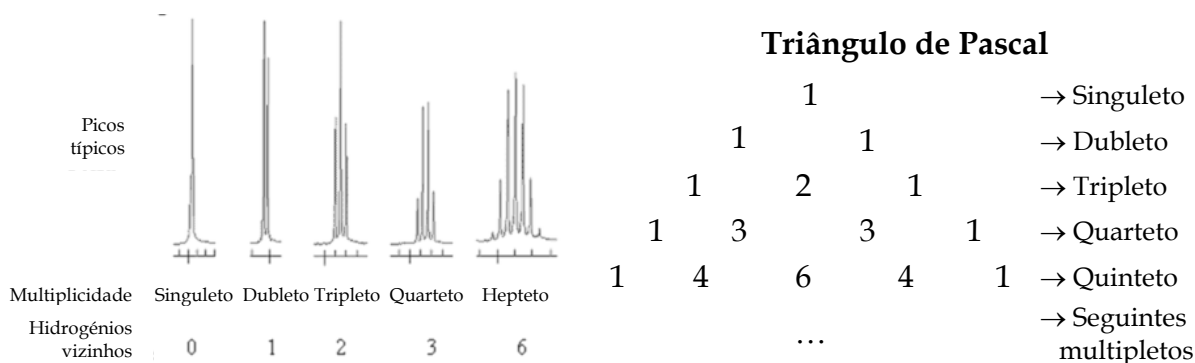 Picos
típicos
Multiplicidade Singuleto Dubleto Tripleto Quarteto Hepteto
Hidrogénios
vizinhos 0 1 2 3 6
Triângulo de Pascal
1 → Singuleto
1 1 → Dubleto
1 2 1 → Tripleto
1 3 3 1 → Quarteto
1 4 6 4 1 → Quinteto
... → Seguintes
multipletos